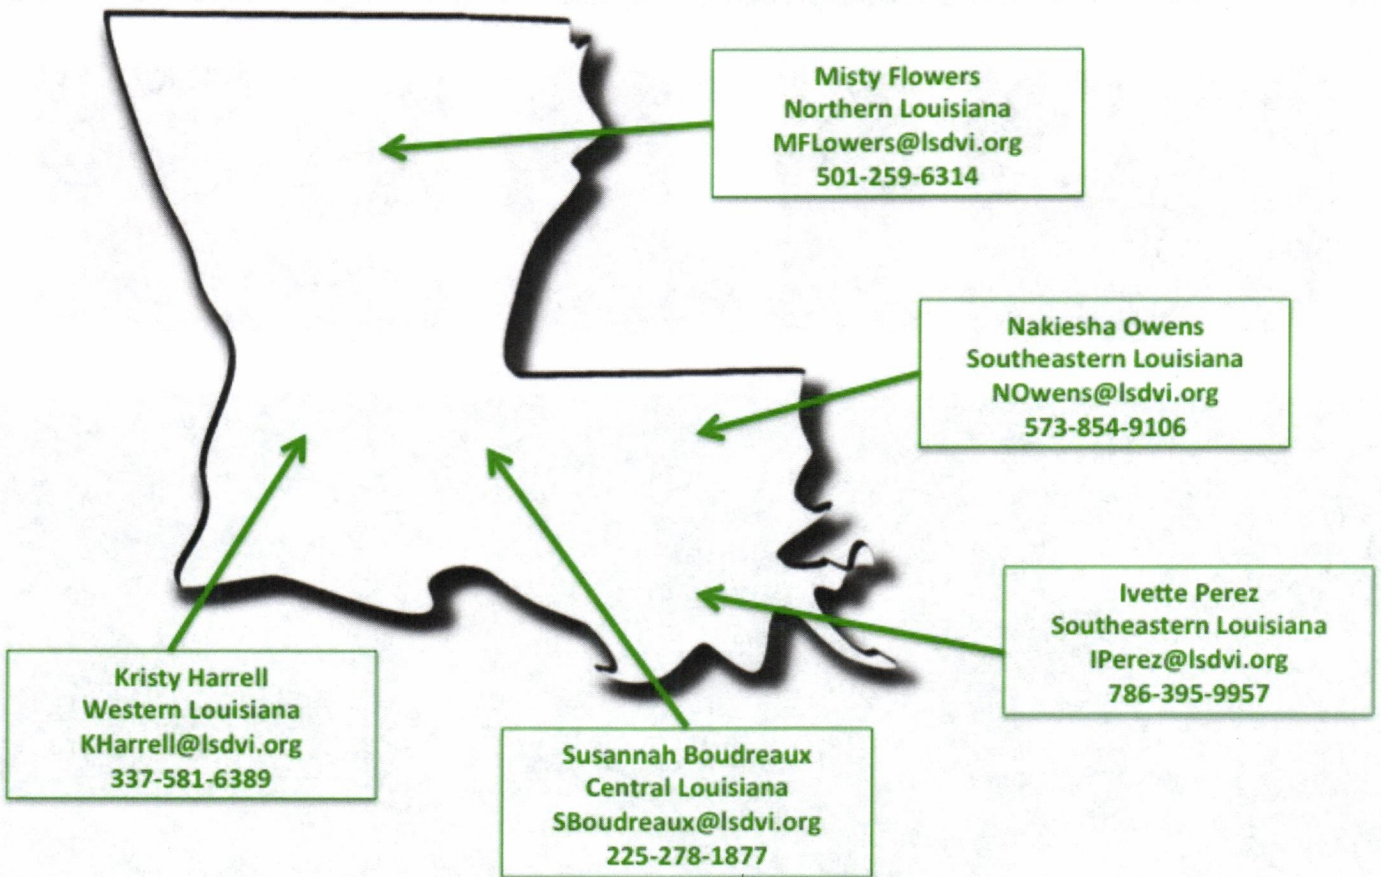 Misty Flowers
Northern Louisiana
MFLowers@lsdvi.org
501-259-6314
Nakiesha Owens
Southeastern Louisiana
NOwens@lsdvi.org
573-854-9106
Ivette Perez
Southeastern Louisiana
IPerez@lsdvi.org
786-395-9957
Kristy Harrell
Western Louisiana
KHarrell@lsdvi.org
337-581-6389
Susannah Boudreaux
Central Louisiana
SBoudreaux@lsdvi.org
225-278-1877